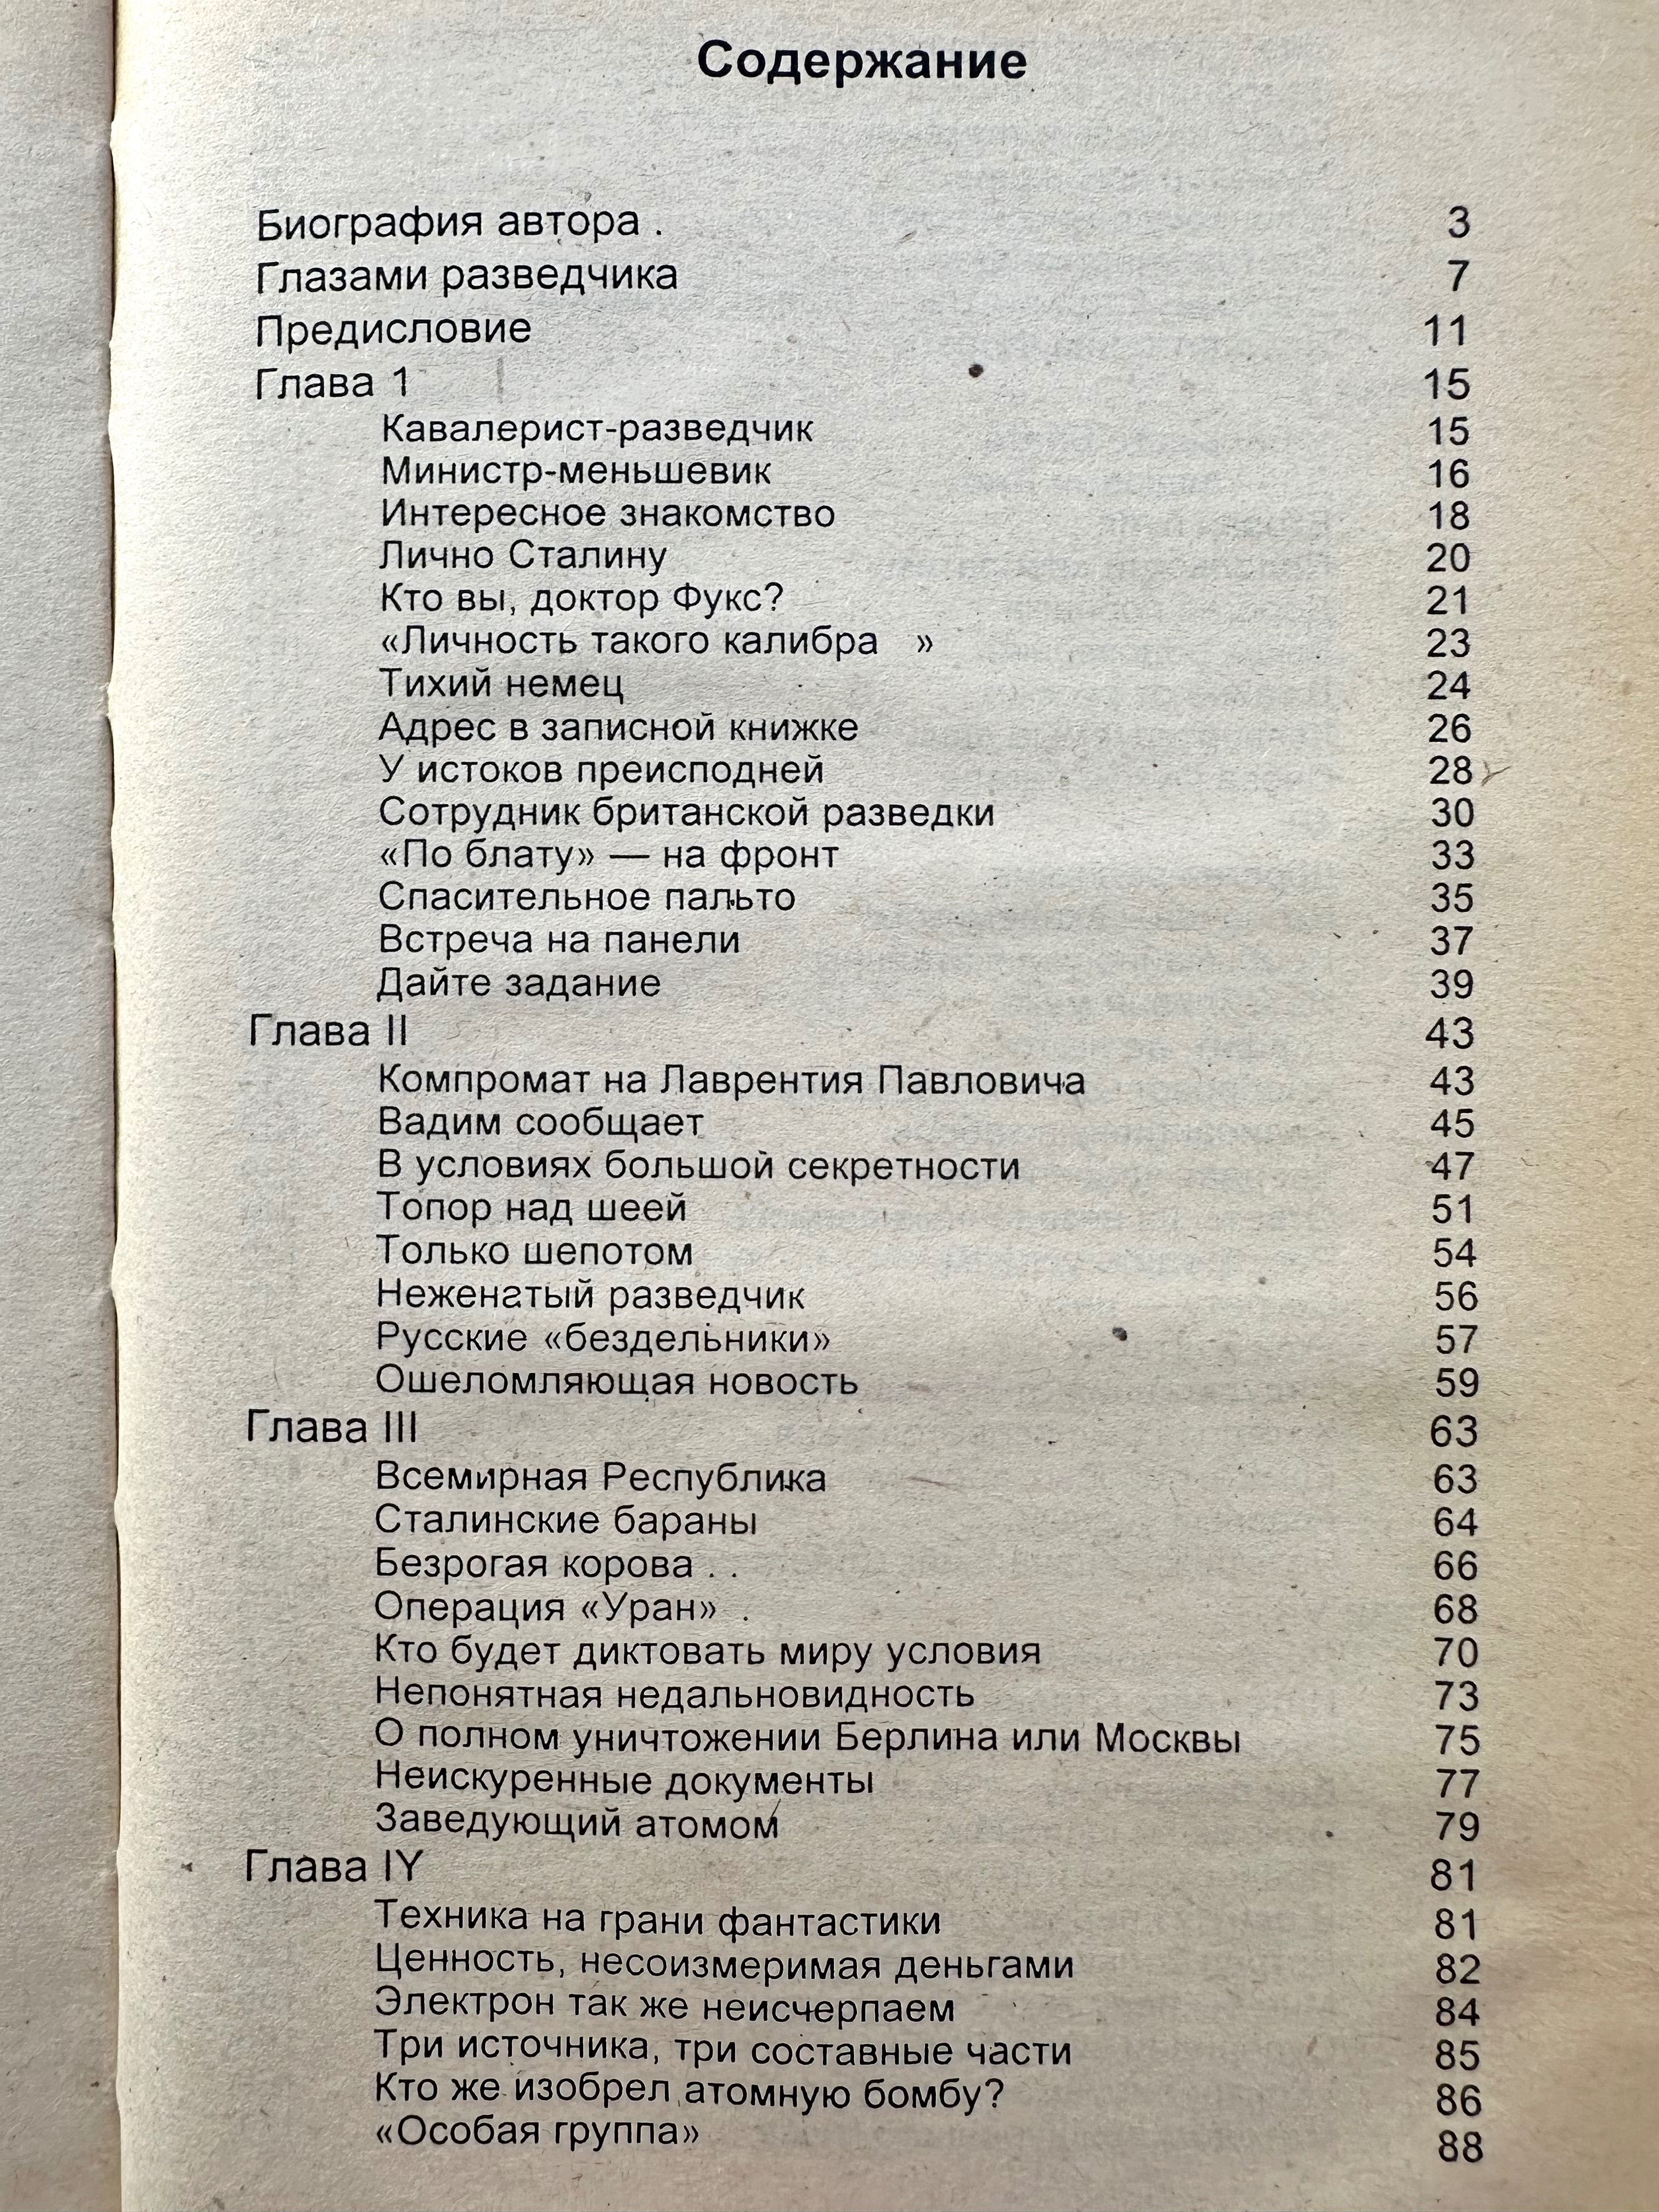 Содержание
Биография автора . 3
Глазами разведчика 7
Предисловие 11
Глава 1 15
Кавалерист-разведчик 15
Министр-меньшевик 16
Интересное знакомство 18
Лично Сталину 20
Кто вы, доктор Фукс? 21
«Личность такого калибра » 23
Тихий немец 24
Адрес в записной книжке 26
У истоков преисподней 28
Сотрудник британской разведки 30
«По блату» — на фронт 33
Спасительное пальто 35
Встреча на панели 37
Дайте задание 39
Глава II 43
Компромат на Лаврентия Павловича 43
Вадим сообщает 45
В условиях большой секретности 47
Топор над шеей 51
Только шепотом 54
Неженатый разведчик 56
Русские «бездельники» 57
Ошеломляющая новость 59
Глава III 63
Всемирная Республика 63
Сталинские бараны 64
Безрогая корова . . 66
Операция «Уран» . 68
Кто будет диктовать миру условия 70
Непонятная недальновидность 73
О полном уничтожении Берлина или Москвы 75
Неискуренные документы 77
Заведующий атомом 79
Глава IY 81
Техника на грани фантастики 81
Ценность, несоизмеримая деньгами 82
Электрон так же неисчерпаем 84
Три источника, три составные части 85
Кто же изобрел атомную бомбу? 86
«Особая группа» 88